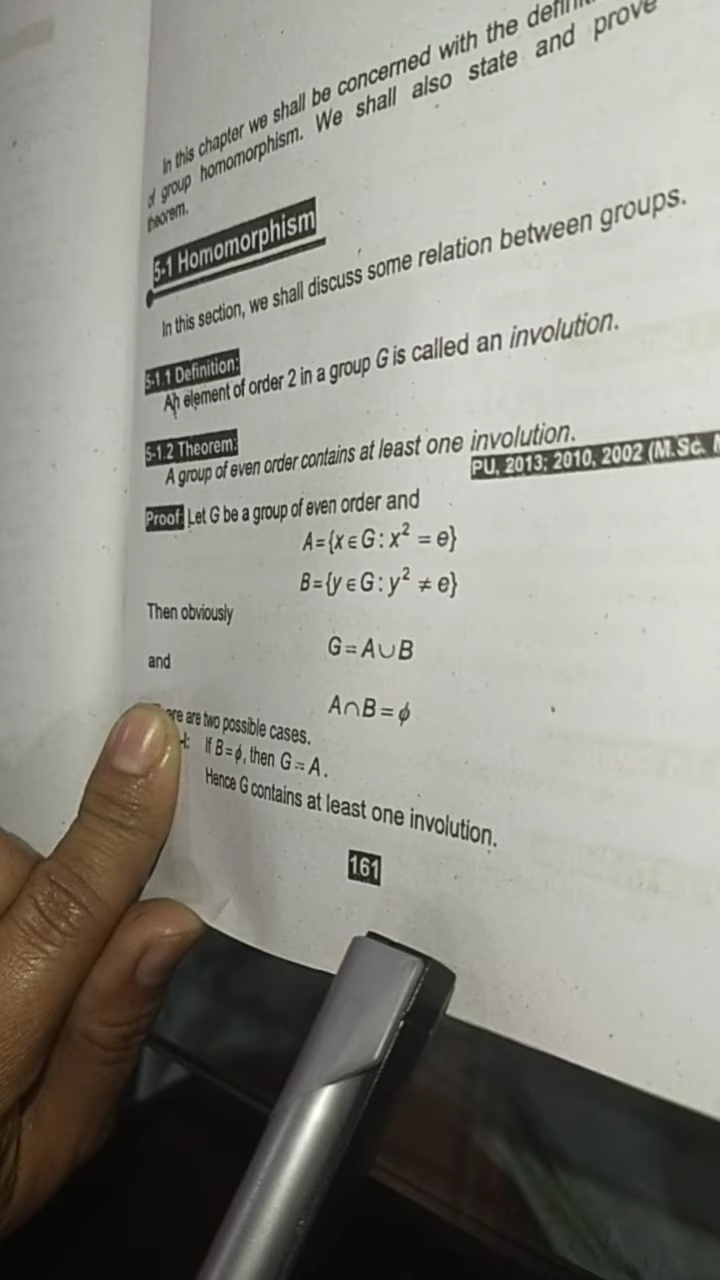 In this chapter we shall be concerned with the
of group homomorphism. We shall also state and prove
theorem.
5-1 Homomorphism
In this section, we shall discuss some relation between groups.
5-1.1 Definition:
An element of order 2 in a group G is called an involution.
5-1.2 Theorem:
A group of even order contains at least one involution.
PU, 2013; 2010, 2002 (M.Sc.
Proof: Let G be a group of even order and
A={x∈G: x² = e}
B={y∈G: y² ≠ e}
Then obviously
G=A∪B
and
A∩B=ϕ
are two possible cases.
If B=ϕ, then G=A.
Hence G contains at least one involution.
161